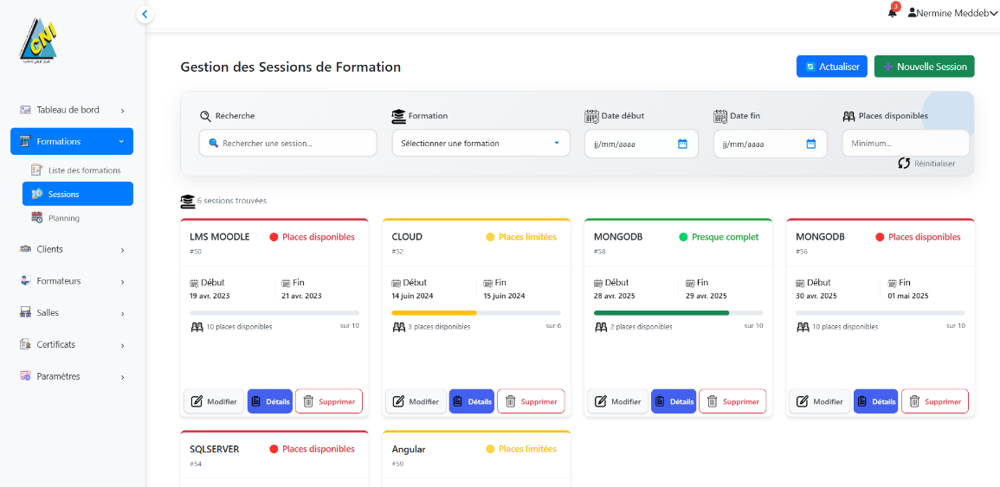 3
Nermine Meddeb
CNI
Gestion des Sessions de Formation
Actualiser
Nouvelle Session
Tableau de bord
Formations
Liste des formations
Sessions
Planning
Clients
Formateurs
Salles
Certificats
Paramètres
Recherche
Formation
Date début
Date fin
Places disponibles
Rechercher une session...
Sélectionner une formation
jj/mm/aaaa
jj/mm/aaaa
Minimum...
Réinitialiser
6 sessions trouvées
LMS MOODLE
Places disponibles
#50
Début
Fin
19 avr. 2023
21 avr. 2023
10 places disponibles
sur 10
Modifier
Détails
Supprimer
CLOUD
Places limitées
#52
Début
Fin
14 juin 2024
15 juin 2024
3 places disponibles
sur 6
Modifier
Détails
Supprimer
MONGODB
Presque complet
#58
Début
Fin
28 avr. 2025
29 avr. 2025
2 places disponibles
sur 10
Modifier
Détails
Supprimer
MONGODB
Places disponibles
#56
Début
Fin
30 avr. 2025
01 mai 2025
10 places disponibles
sur 10
Modifier
Détails
Supprimer
SQLSERVER
Places disponibles
#54
Angular
Places limitées
#59